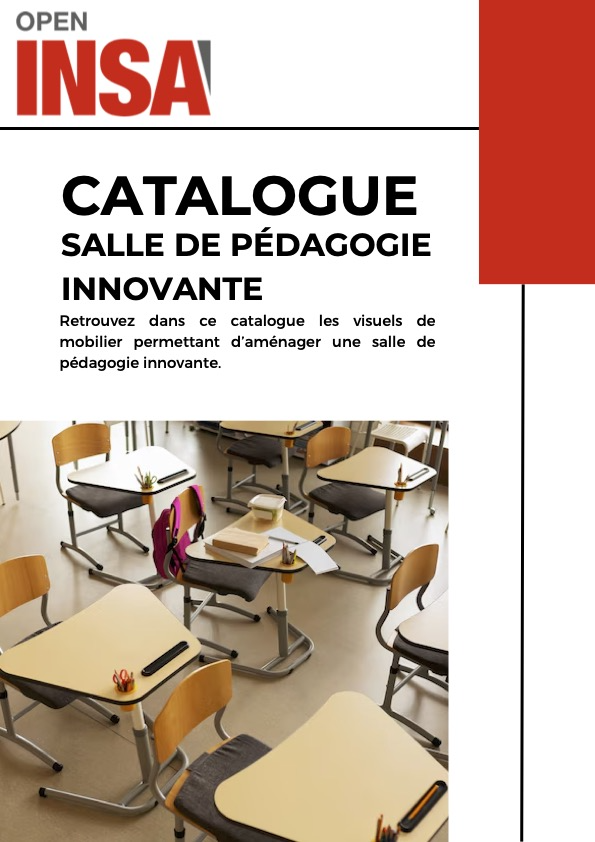 OPEN
INSA
CATALOGUE
SALLE DE PÉDAGOGIE
INNOVANTE
Retrouvez dans ce catalogue les visuels de
mobilier permettant d’aménager une salle de
pédagogie innovante.